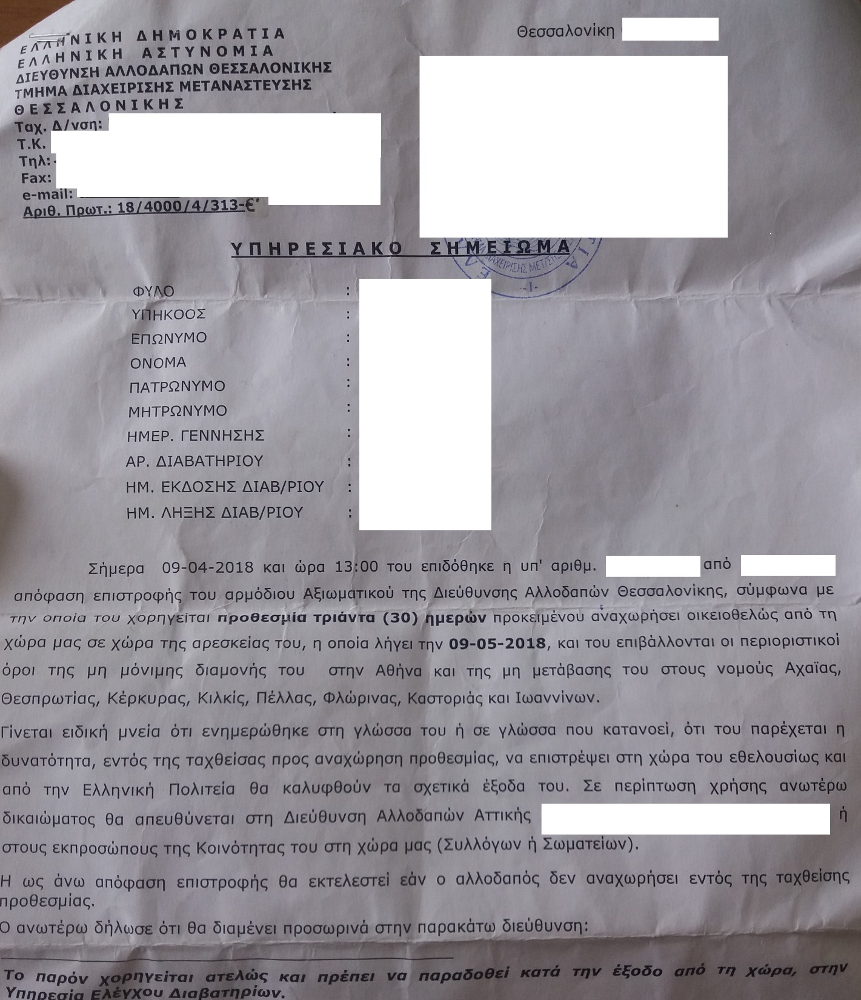 ΕΛΛΗΝΙΚΗ ΔΗΜΟΚΡΑΤΙΑ
ΕΛΛΗΝΙΚΗ ΑΣΤΥΝΟΜΙΑ
ΔΙΕΥΘΥΝΣΗ ΑΛΛΟΔΑΠΩΝ ΘΕΣΣΑΛΟΝΙΚΗΣ
ΤΜΗΜΑ ΔΙΑΧΕΙΡΙΣΗΣ ΜΕΤΑΝΑΣΤΕΥΣΗΣ
ΘΕΣΣΑΛΟΝΙΚΗΣ
Ταχ. Δ/νση:
Τ.Κ.
Τηλ:
Fax:
e-mail:
Αριθ. Πρωτ.: 18/4000/4/313-ε'
Θεσσαλονίκη
ΥΠΗΡΕΣΙΑΚΟ ΣΗΜΕΙΩΜΑ
ΔΙΑΧΕΙΡΙΣΗΣ ΜΕΤ/ΣΗΣ
-1-
ΦΥΛΟ :
ΥΠΗΚΟΟΣ :
ΕΠΩΝΥΜΟ :
ΟΝΟΜΑ :
ΠΑΤΡΩΝΥΜΟ :
ΜΗΤΡΩΝΥΜΟ :
ΗΜΕΡ. ΓΕΝΝΗΣΗΣ :
ΑΡ. ΔΙΑΒΑΤΗΡΙΟΥ :
ΗΜ. ΕΚΔΟΣΗΣ ΔΙΑΒ/ΡΙΟΥ :
ΗΜ. ΛΗΞΗΣ ΔΙΑΒ/ΡΙΟΥ :
Σήμερα 09-04-2018 και ώρα 13:00 του επιδόθηκε η υπ' αριθμ. από
απόφαση επιστροφής του αρμόδιου Αξιωματικού της Διεύθυνσης Αλλοδαπών Θεσσαλονίκης, σύμφωνα με
την οποία του χορηγείται προθεσμία τριάντα (30) ημερών προκειμένου αναχωρήσει οικειοθελώς από τη
χώρα μας σε χώρα της αρεσκείας του, η οποία λήγει την 09-05-2018, και του επιβάλλονται οι περιοριστικοί
όροι της μη μόνιμης διαμονής του στην Αθήνα και της μη μετάβασης του στους νομούς Αχαΐας,
Θεσπρωτίας, Κέρκυρας, Κιλκίς, Πέλλας, Φλώρινας, Καστοριάς και Ιωαννίνων.
Γίνεται ειδική μνεία ότι ενημερώθηκε στη γλώσσα του ή σε γλώσσα που κατανοεί, ότι του παρέχεται η
δυνατότητα, εντός της ταχθείσας προς αναχώρηση προθεσμίας, να επιστρέψει στη χώρα του εθελουσίως και
από την Ελληνική Πολιτεία θα καλυφθούν τα σχετικά έξοδα του. Σε περίπτωση χρήσης ανωτέρω
δικαιώματος θα απευθύνεται στη Διεύθυνση Αλλοδαπών Αττικής ή
στους εκπροσώπους της Κοινότητας του στη χώρα μας (Συλλόγων ή Σωματείων).
Η ως άνω απόφαση επιστροφής θα εκτελεστεί εάν ο αλλοδαπός δεν αναχωρήσει εντός της ταχθείσης
προθεσμίας.
Ο ανωτέρω δήλωσε ότι θα διαμένει προσωρινά στην παρακάτω διεύθυνση:
Το παρόν χορηγείται ατελώς και πρέπει να παραδοθεί κατά την έξοδο από τη χώρα, στην
Υπηρεσία Ελέγχου Διαβατηρίων.